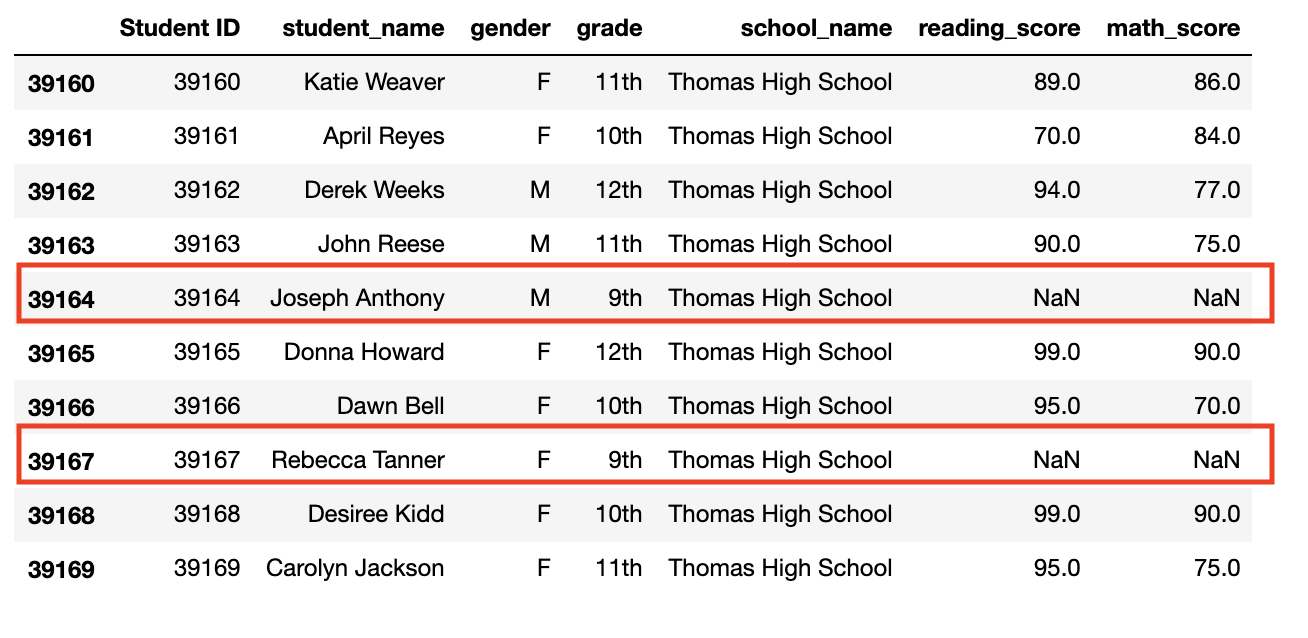 Student ID student_name gender grade school_name reading_score math_score
39160 39160 Katie Weaver F 11th Thomas High School 89.0 86.0
39161 39161 April Reyes F 10th Thomas High School 70.0 84.0
39162 39162 Derek Weeks M 12th Thomas High School 94.0 77.0
39163 39163 John Reese M 11th Thomas High School 90.0 75.0
39164 39164 Joseph Anthony M 9th Thomas High School NaN NaN
39165 39165 Donna Howard F 12th Thomas High School 99.0 90.0
39166 39166 Dawn Bell F 10th Thomas High School 95.0 70.0
39167 39167 Rebecca Tanner F 9th Thomas High School NaN NaN
39168 39168 Desiree Kidd F 10th Thomas High School 99.0 90.0
39169 39169 Carolyn Jackson F 11th Thomas High School 95.0 75.0